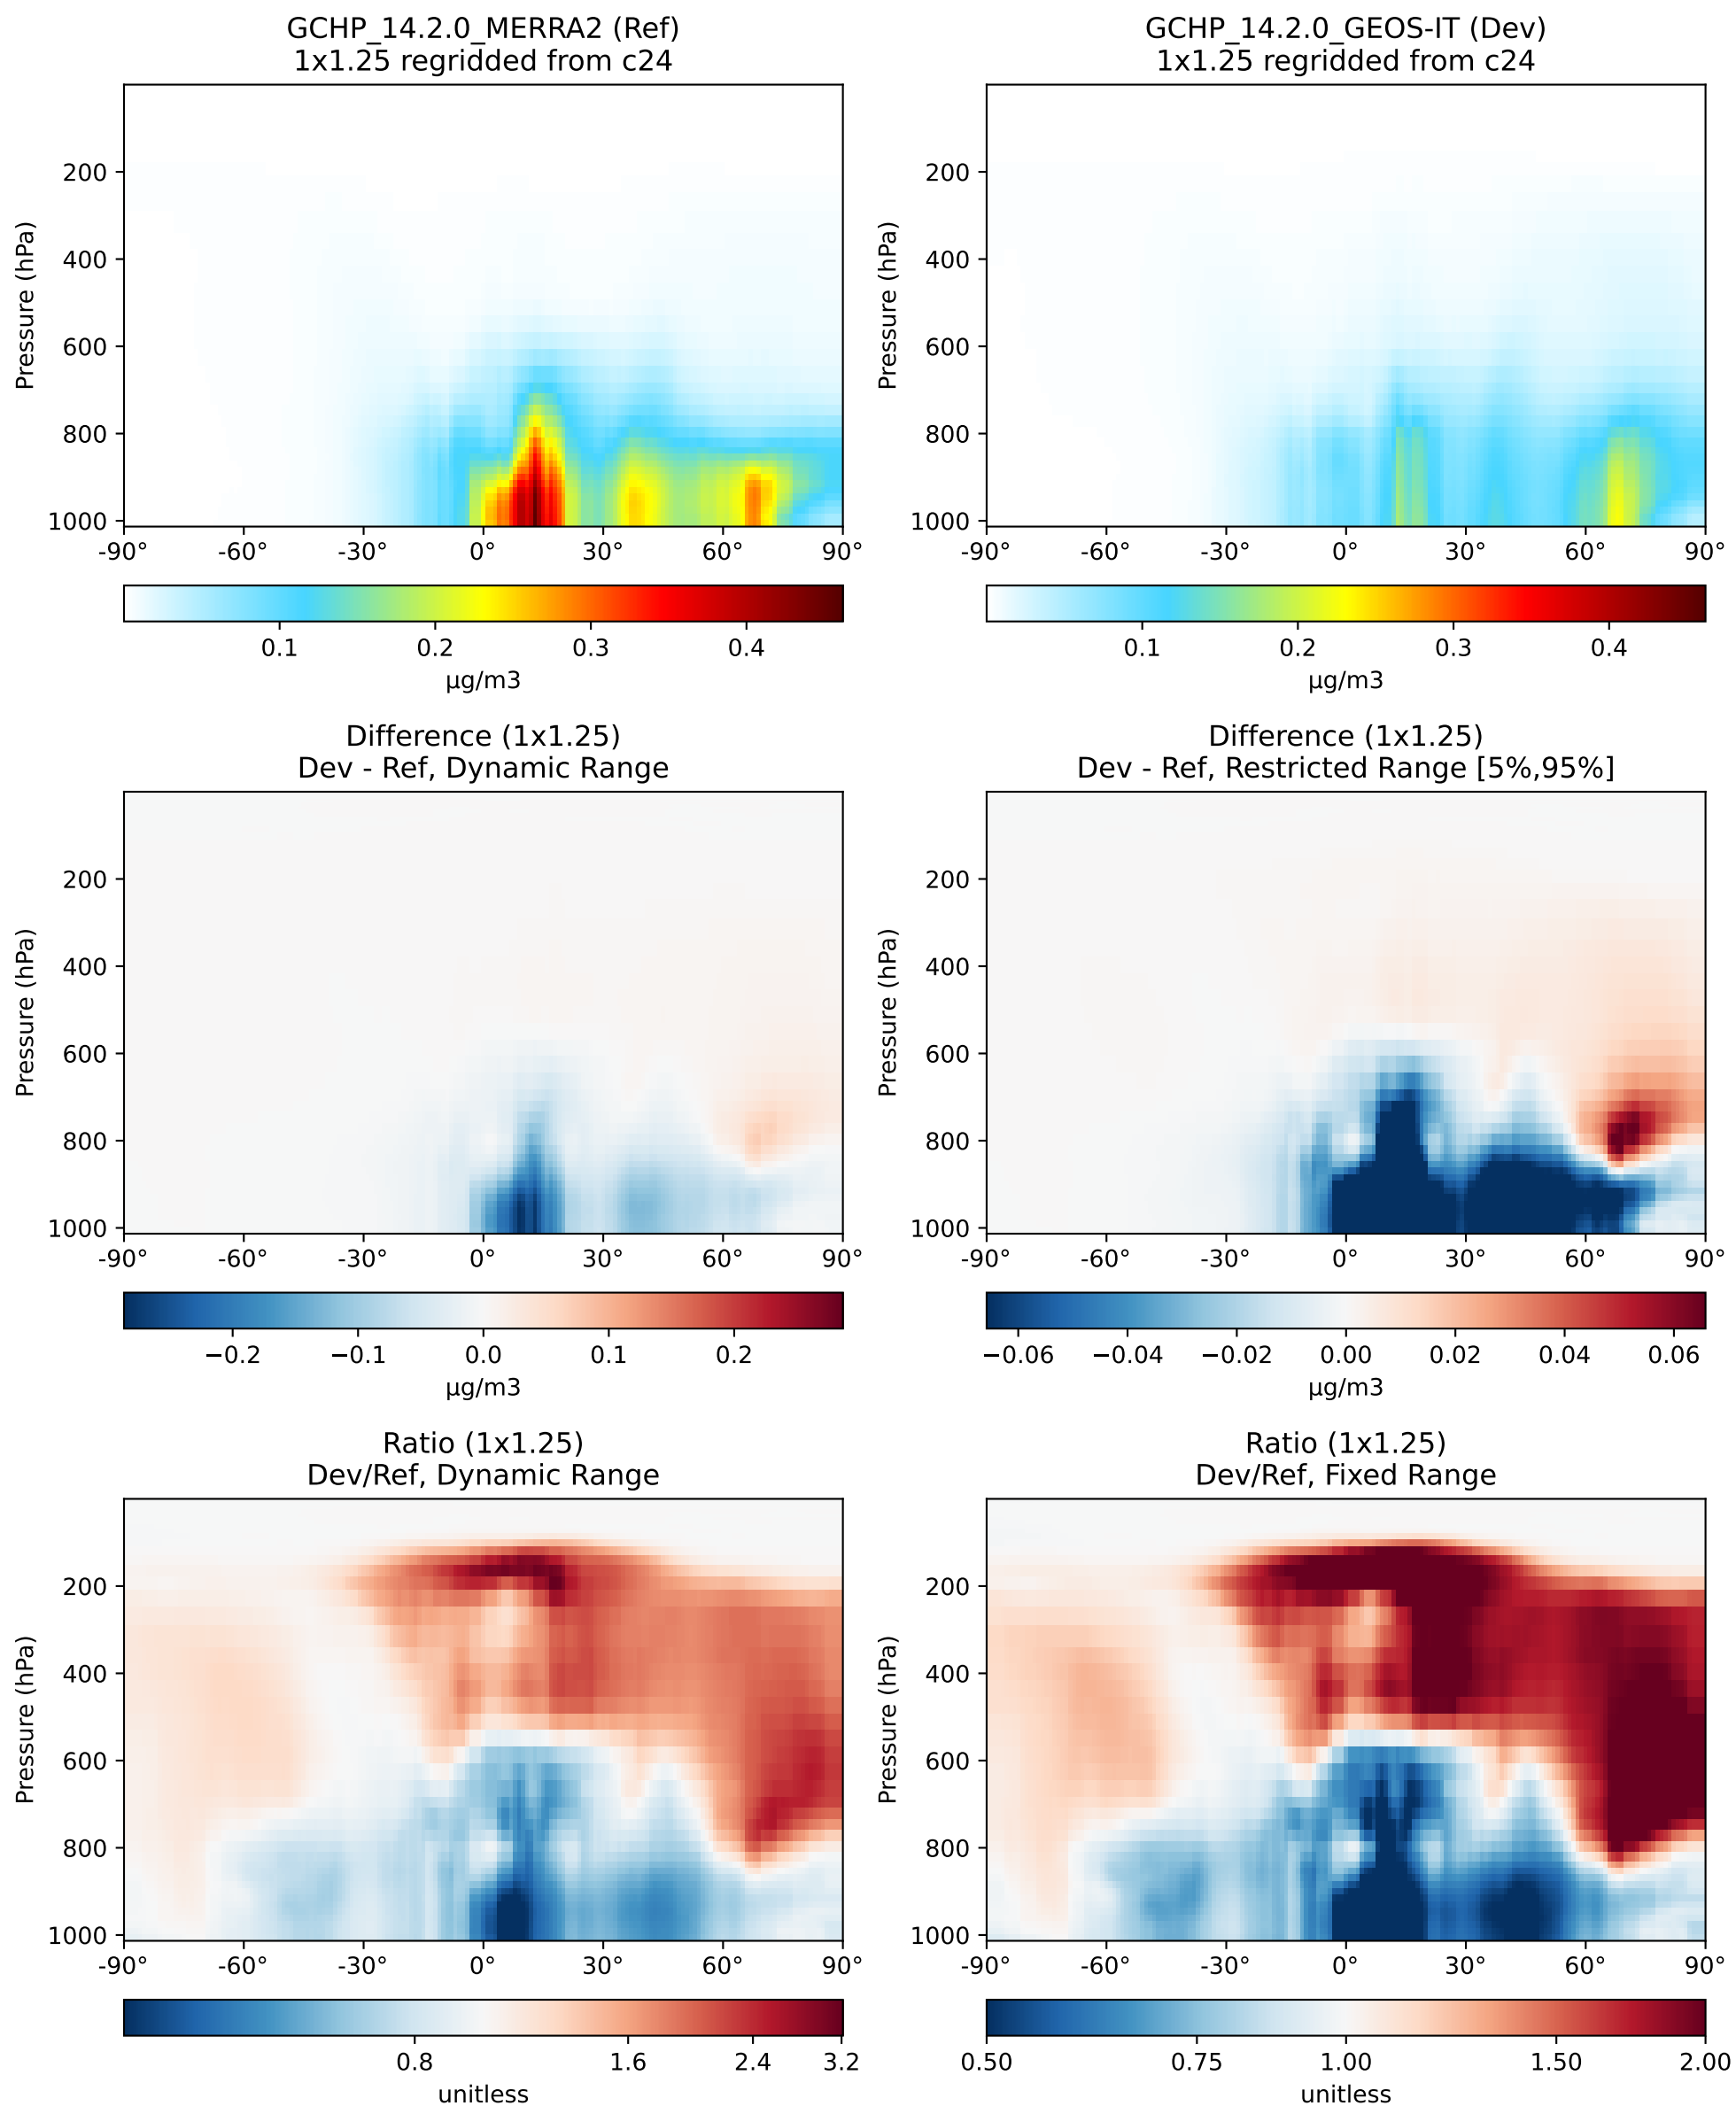 GCHP_14.2.0_MERRA2 (Ref)
1x1.25 regridded from c24
Pressure (hPa)
200
400
600
800
1000
-90° -60° -30° 0° 30° 60° 90°
0.1 0.2 0.3 0.4
µg/m3
GCHP_14.2.0_GEOS-IT (Dev)
1x1.25 regridded from c24
Pressure (hPa)
200
400
600
800
1000
-90° -60° -30° 0° 30° 60° 90°
0.1 0.2 0.3 0.4
µg/m3
Difference (1x1.25)
Dev - Ref, Dynamic Range
Pressure (hPa)
200
400
600
800
1000
-90° -60° -30° 0° 30° 60° 90°
−0.2 −0.1 0.0 0.1 0.2
µg/m3
Difference (1x1.25)
Dev - Ref, Restricted Range [5%,95%]
Pressure (hPa)
200
400
600
800
1000
-90° -60° -30° 0° 30° 60° 90°
−0.06 −0.04 −0.02 0.00 0.02 0.04 0.06
µg/m3
Ratio (1x1.25)
Dev/Ref, Dynamic Range
Pressure (hPa)
200
400
600
800
1000
-90° -60° -30° 0° 30° 60° 90°
0.8 1.6 2.4 3.2
unitless
Ratio (1x1.25)
Dev/Ref, Fixed Range
Pressure (hPa)
200
400
600
800
1000
-90° -60° -30° 0° 30° 60° 90°
0.50 0.75 1.00 1.50 2.00
unitless